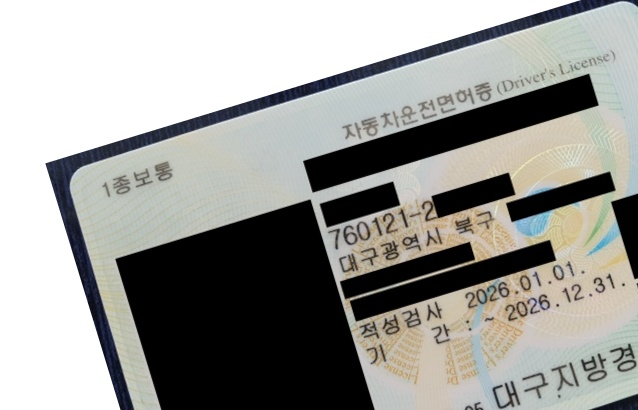 자동차운전면허증 (Driver's License)
1종보통
760121-2
대구광역시 북구
적성검사 2026.01.01.
기 간 : ~ 2026.12.31.
대구지방경